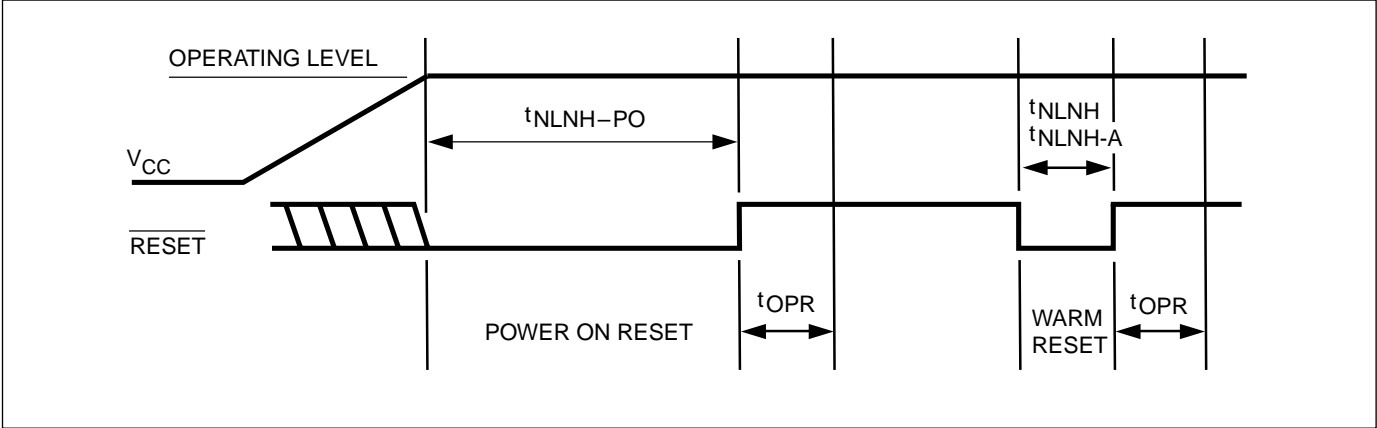 OPERATING LEVEL
tNLNH–PO
tNLNH
tNLNH-A
VCC
RESET
tOPR
tOPR
POWER ON RESET
WARM
RESET